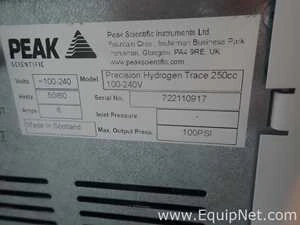 PEAK
SCIENTIFIC
Peak Scientific Instruments Ltd
Fountain Cres, Inchinnan Business Park
Inchinnan, Glasgow, PA4 9RE, UK
www.peakscientific.com
Volts ~100-240
Model Precision Hydrogen Trace 250cc
100-240V
Hertz 50/60
Serial No. 722110917
Amps 6
Inlet Pressure -
Made in Scotland
Max. Output Press. 100PSI
www.EquipNet.com